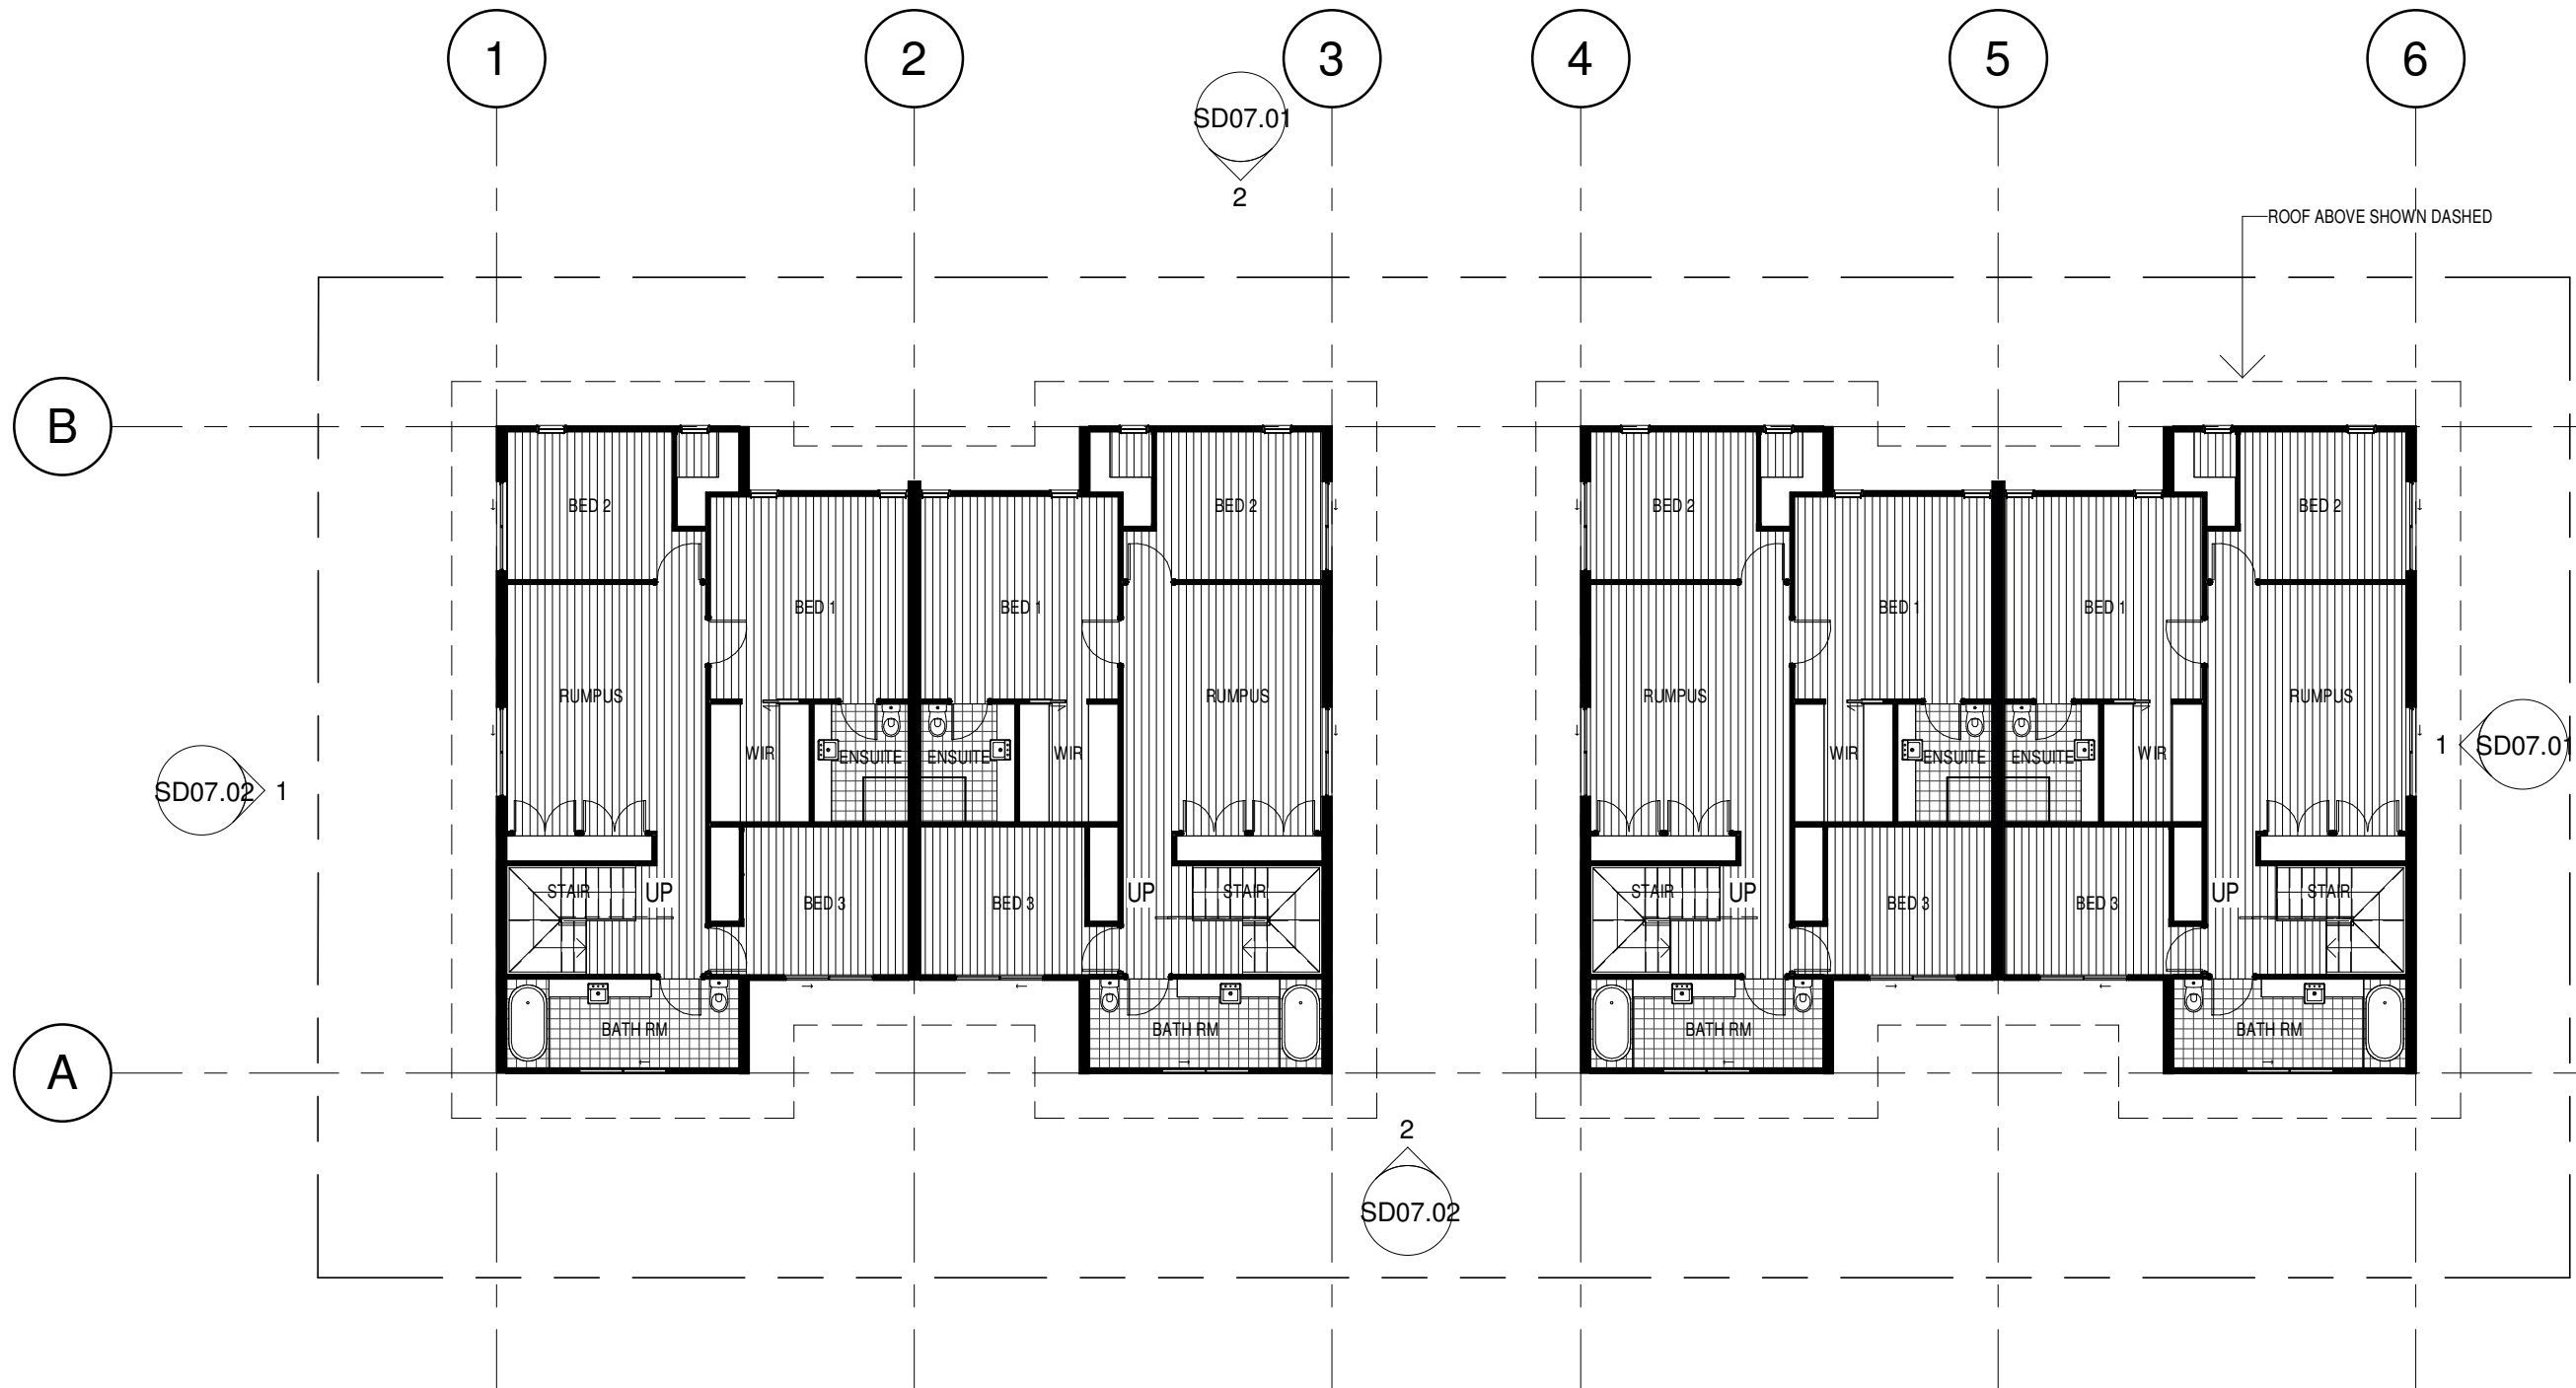 1
2
3
4
5
6
SD07.01
2
ROOF ABOVE SHOWN DASHED
B
BED 2
BED 2
BED 2
BED 2
BED 1
BED 1
BED 1
BED 1
RUMPUS
RUMPUS
RUMPUS
RUMPUS
WIR
ENSUITE
ENSUITE
WIR
WIR
ENSUITE
ENSUITE
WIR
1
SD07.01
SD07.02
1
STAIR
UP
BED 3
BED 3
UP
STAIR
STAIR
UP
BED 3
BED 3
UP
STAIR
BATH RM
BATH RM
BATH RM
BATH RM
A
2
SD07.02